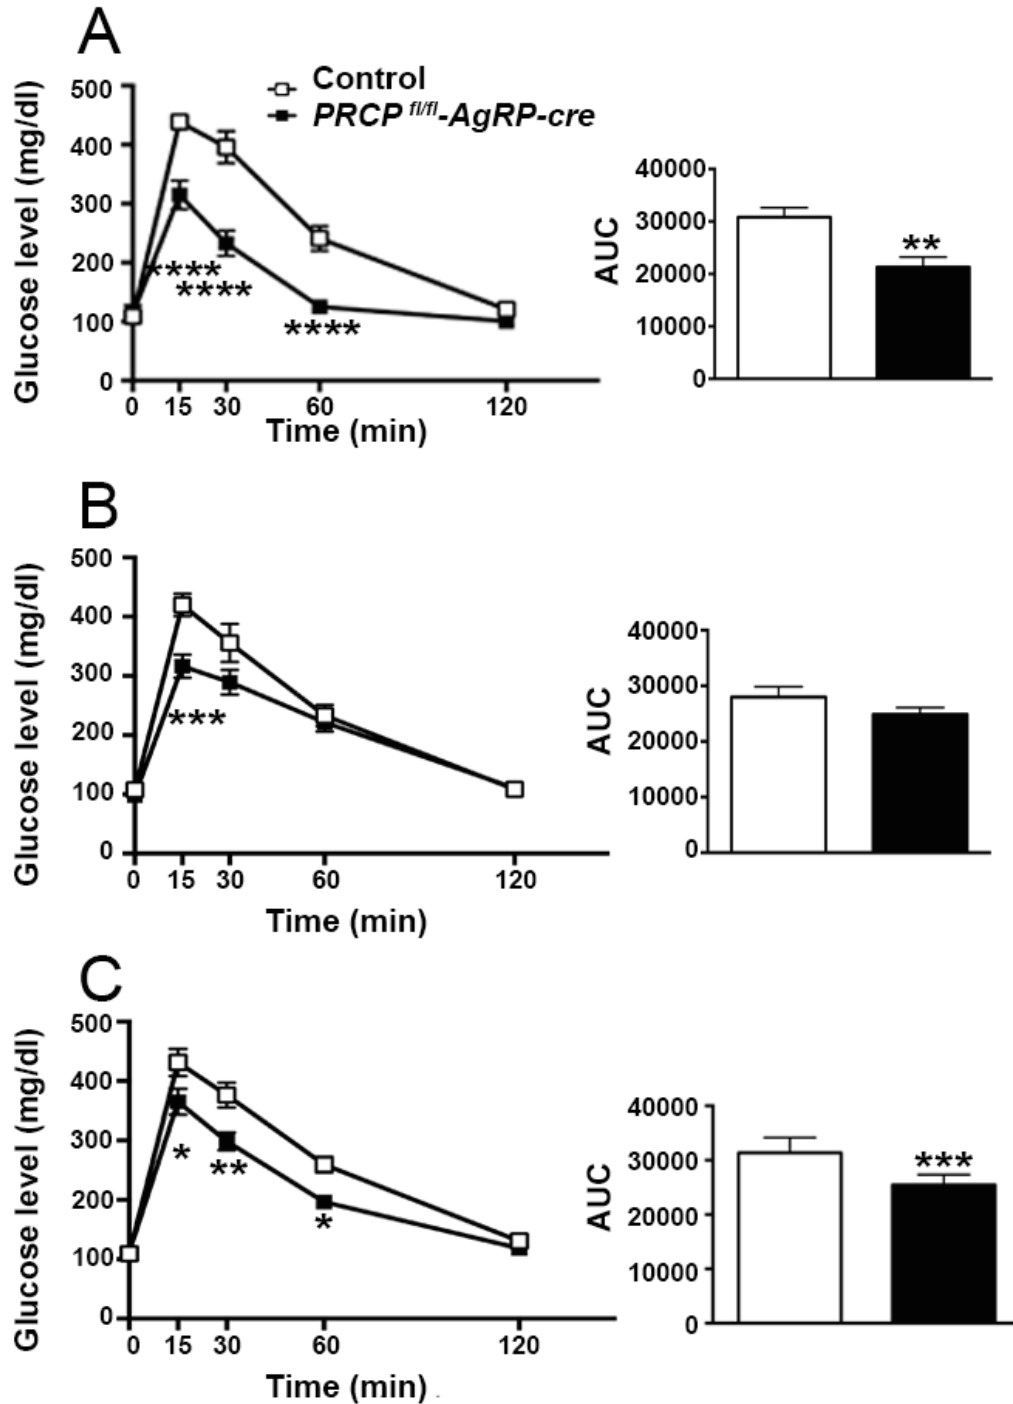 A
Glucose level (mg/dl)
500
400
300
200
100
0
0 15 30 60 120
Time (min)
Control
PRCP fl/fl-AgRP-cre
****
****
****
AUC
40000
30000
20000
10000
0
**
B
Glucose level (mg/dl)
500
400
300
200
100
0
0 15 30 60 120
Time (min)
***
AUC
40000
30000
20000
10000
0
C
Glucose level (mg/dl)
500
400
300
200
100
0
0 15 30 60 120
Time (min)
*
**
*
AUC
40000
30000
20000
10000
0
***